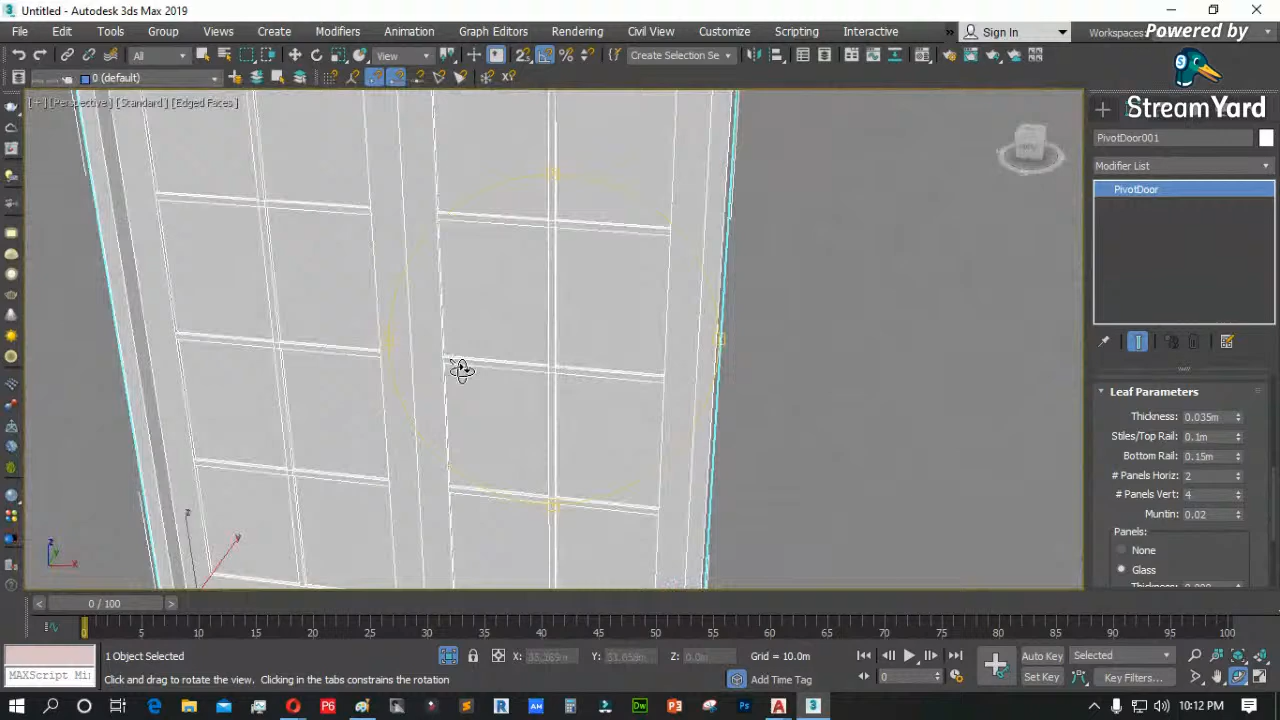 Untitled - Autodesk 3ds Max 2019
File Edit Tools Group Views Create Modifiers Animation Graph Editors Rendering Civil View Customize Scripting Interactive » Sign In Workspaces:
Powered by
StreamYard
All View Create Selection Se
0 (default)
[+] [Perspective] [Standard] [Edged Faces]
PivotDoor001
Modifier List
PivotDoor
Leaf Parameters
Thickness: 0.035m
Stiles/Top Rail: 0.1m
Bottom Rail: 0.15m
# Panels Horiz: 2
# Panels Vert: 4
Muntin: 0.02
Panels:
None
Glass
z
y
z
y
x
< 0 / 100 >
0 5 10 15 20 25 30 35 40 45 50 55 60 65 70 75 80 85 90 95 100
1 Object Selected X: Y: Z: 0.0m Grid = 10.0m Auto Key Selected
MAXScript Mi Click and drag to rotate the view. Clicking in the tabs constrains the rotation Add Time Tag 0 Set Key Key Filters...
10:12 PM